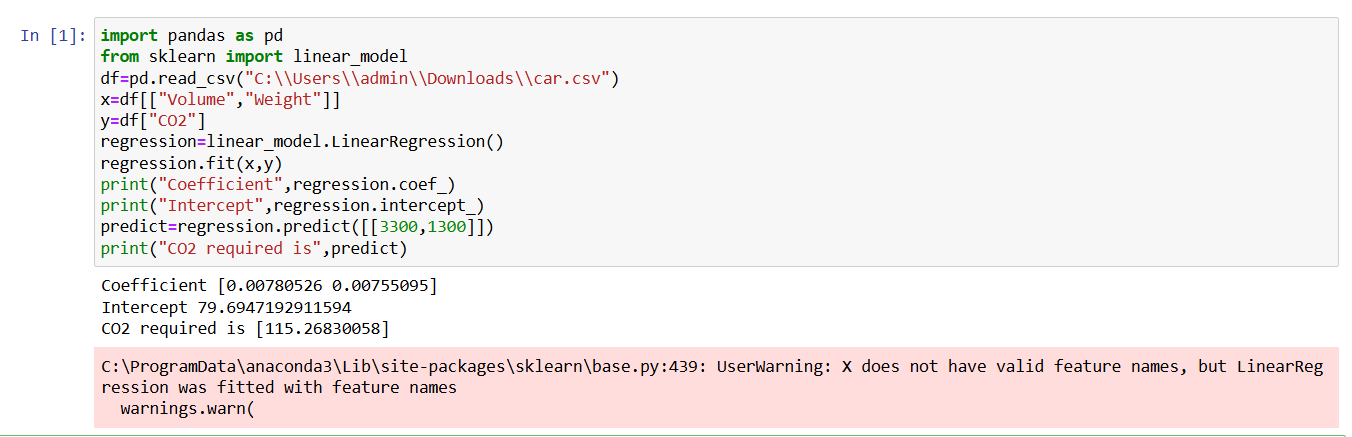 In [1]:
import pandas as pd
from sklearn import linear_model
df=pd.read_csv("C:\\Users\\admin\\Downloads\\car.csv")
x=df[["Volume","Weight"]]
y=df["CO2"]
regression=linear_model.LinearRegression()
regression.fit(x,y)
print("Coefficient",regression.coef_)
print("Intercept",regression.intercept_)
predict=regression.predict([[3300,1300]])
print("CO2 required is",predict)
Coefficient [0.00780526 0.00755095]
Intercept 79.6947192911594
CO2 required is [115.26830058]
C:\ProgramData\anaconda3\Lib\site-packages\sklearn\base.py:439: UserWarning: X does not have valid feature names, but LinearReg
ression was fitted with feature names
  warnings.warn(